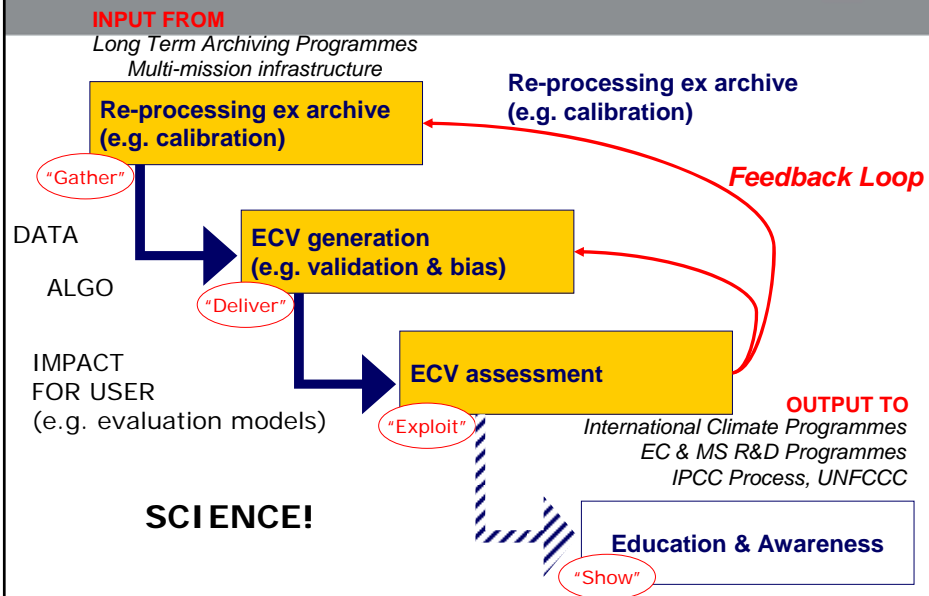 INPUT FROM
Long Term Archiving Programmes
Multi-mission infrastructure
Re-processing ex archive
(e.g. calibration)
Re-processing ex archive
(e.g. calibration)
"Gather"
Feedback Loop
DATA
ECV generation
(e.g. validation & bias)
ALGO
"Deliver"
IMPACT
FOR USER
(e.g. evaluation models)
ECV assessment
"Exploit"
OUTPUT TO
International Climate Programmes
EC & MS R&D Programmes
IPCC Process, UNFCCC
SCIENCE!
Education & Awareness
"Show"